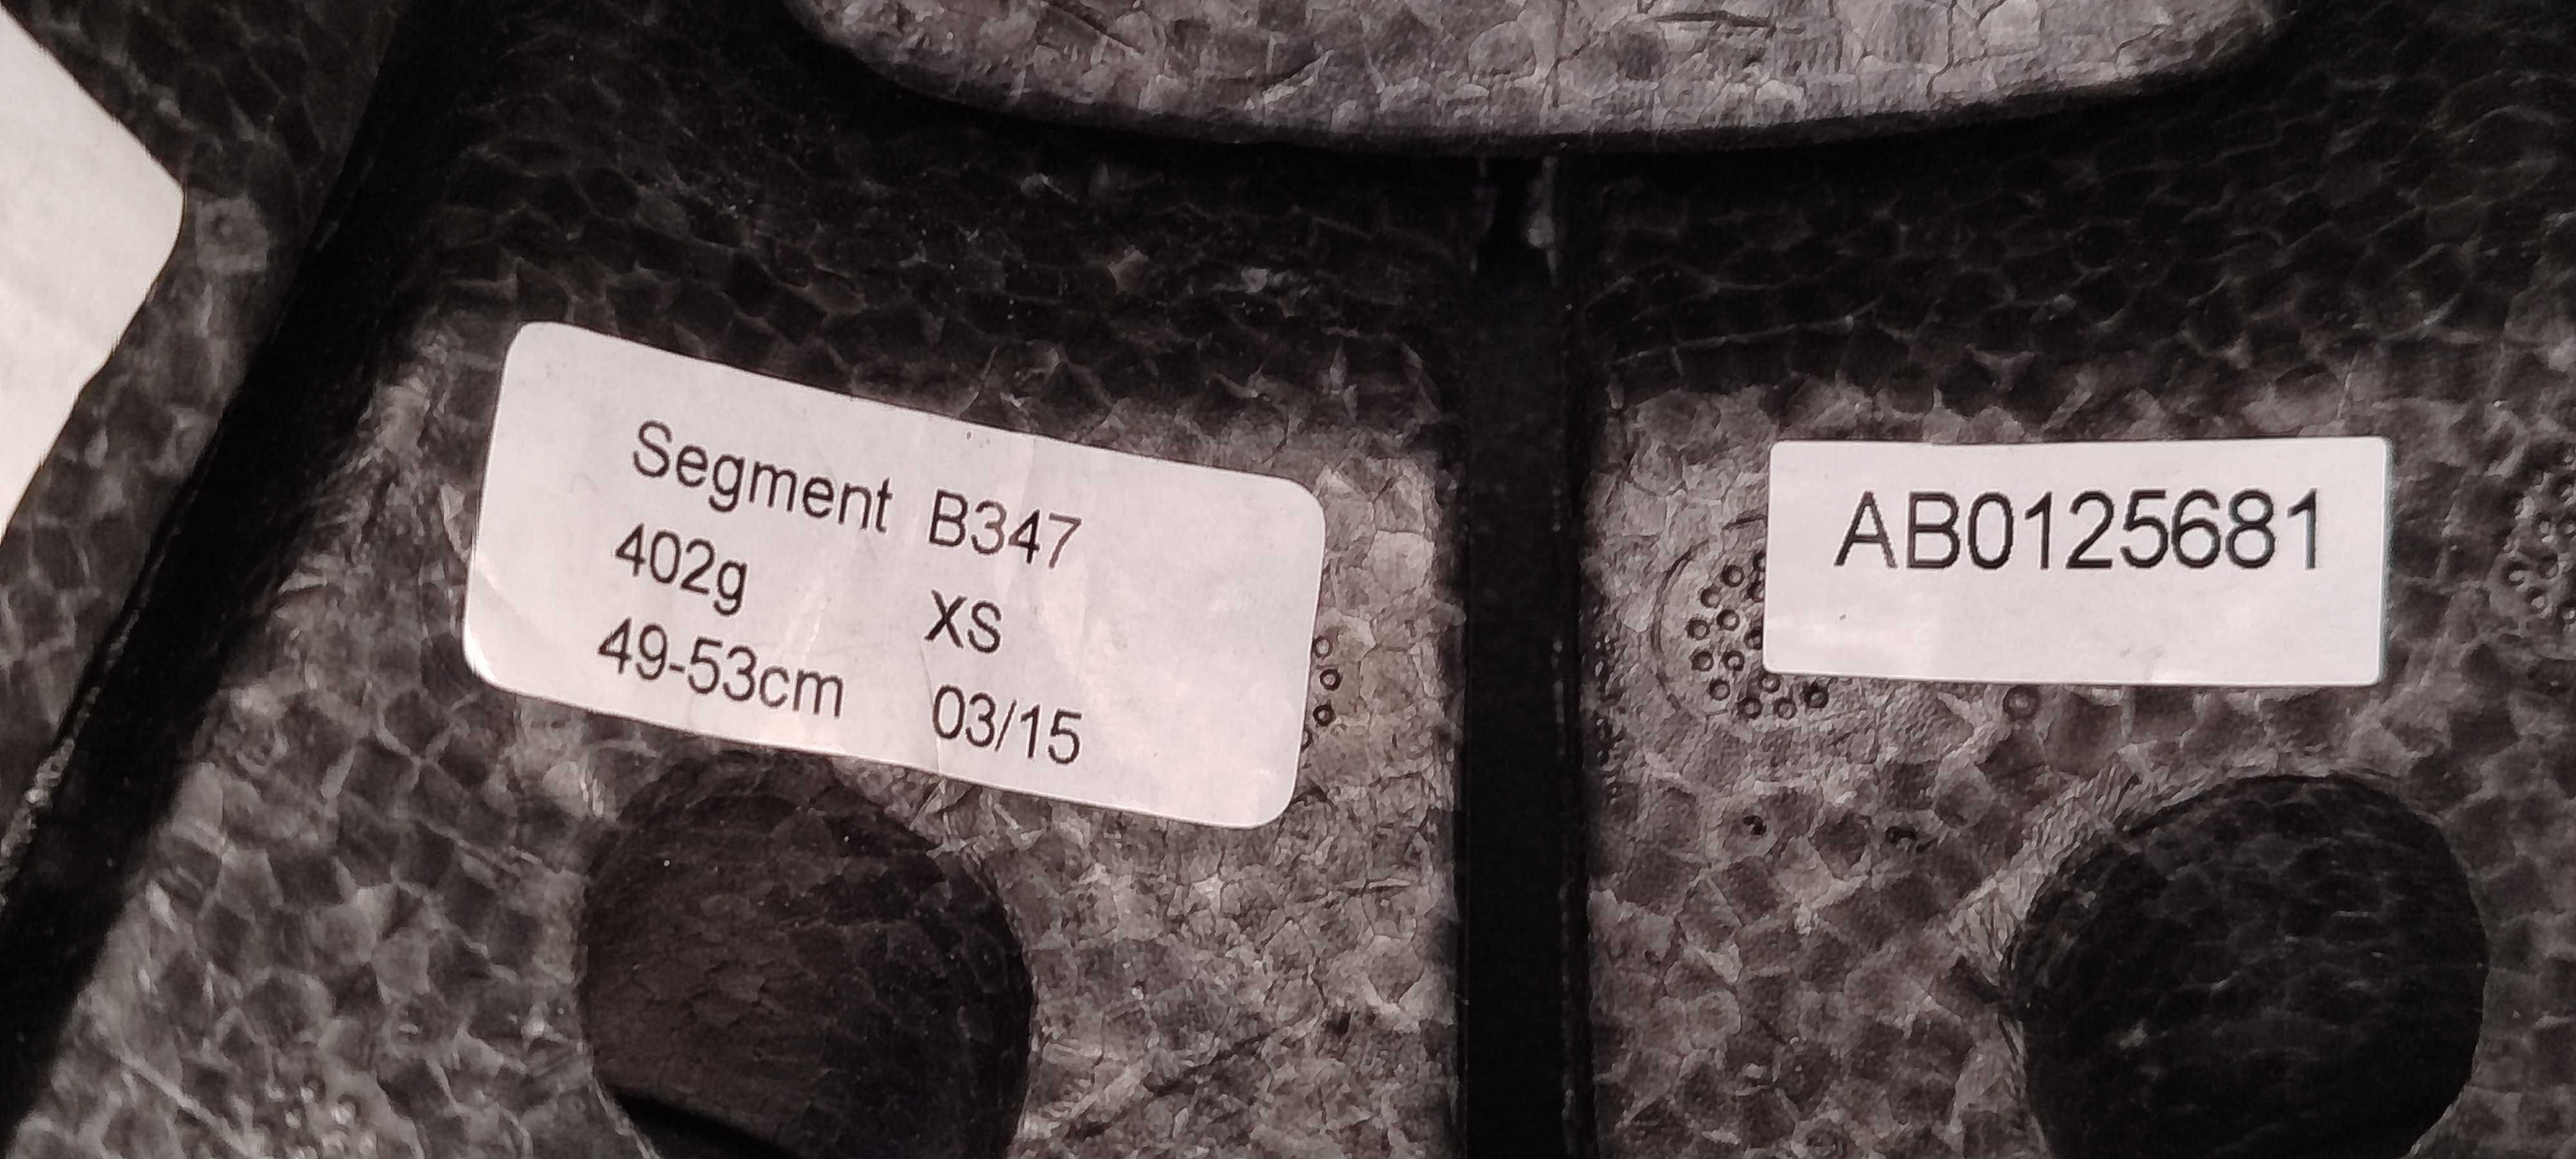 Segment B347
402g XS
49-53cm 03/15
AB0125681